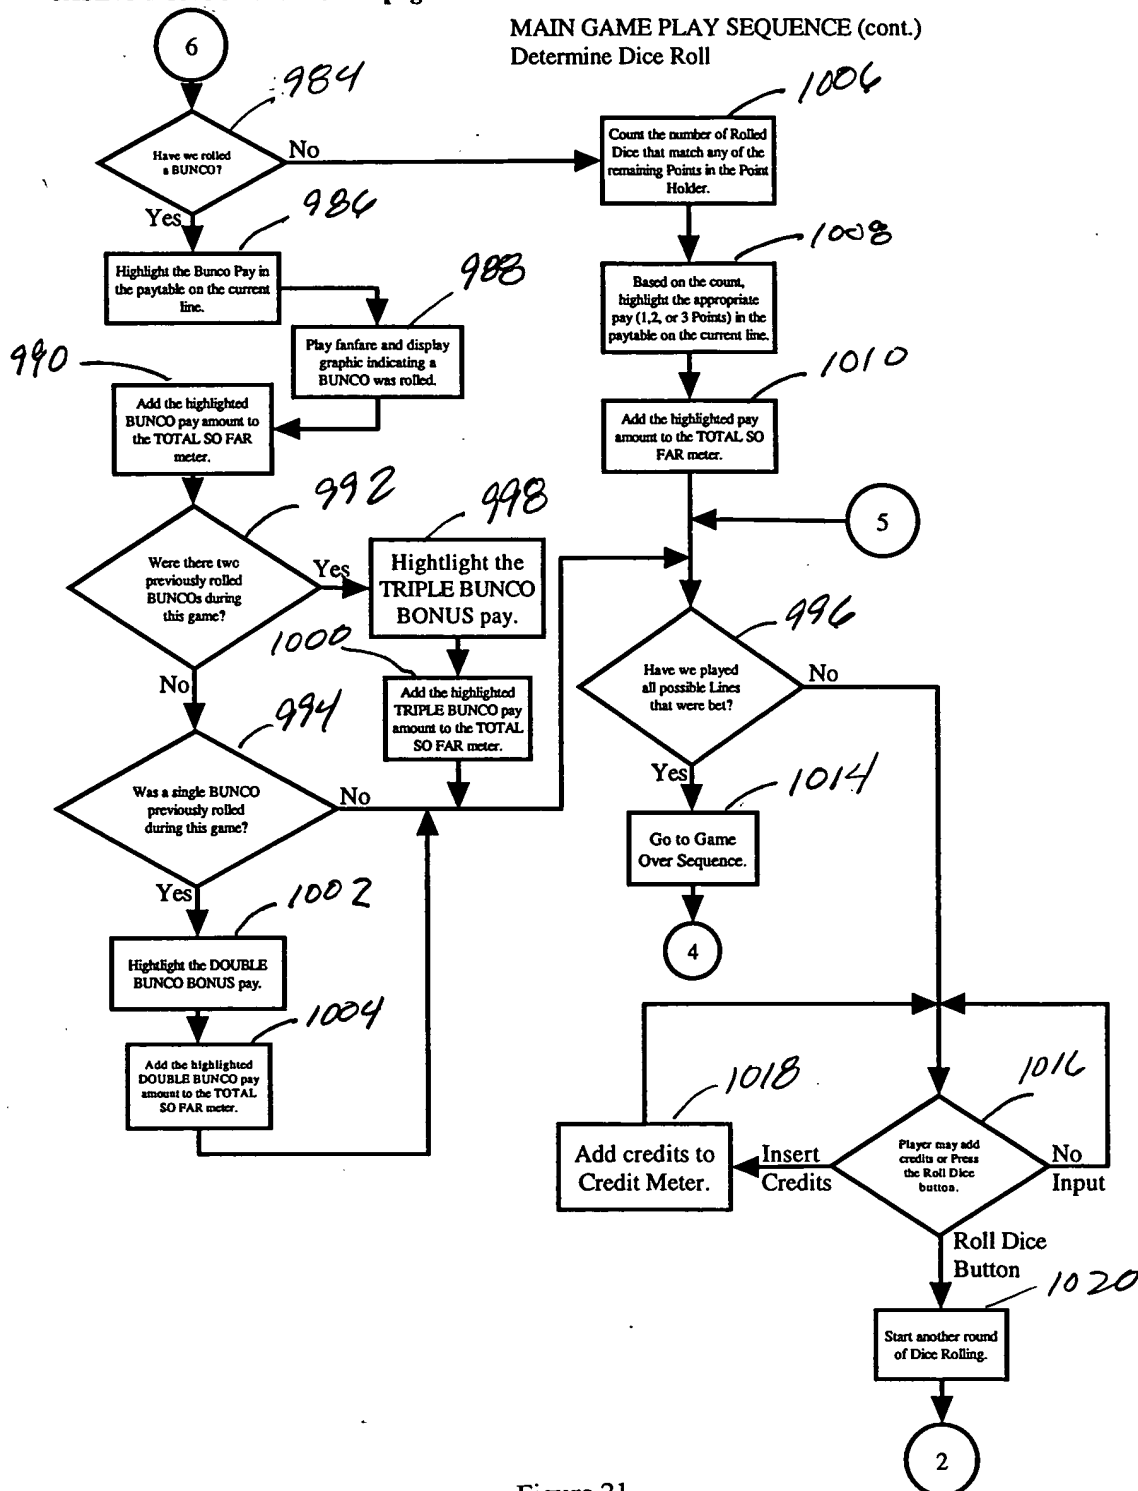 MAIN GAME PLAY SEQUENCE (cont.)
Determine Dice Roll
6
984
Have we rolled
a BUNCO?
No
Yes
986
Highlight the Bunco Pay in
the paytable on the current
line.
988
Play fanfare and display
graphic indicating a
BUNCO was rolled.
990
Add the highlighted
BUNCO pay amount to
the TOTAL SO FAR
meter.
992
Were there two
previously rolled
BUNCOs during
this game?
Yes
No
998
Hightlight the
TRIPLE BUNCO
BONUS pay.
1000
Add the highlighted
TRIPLE BUNCO pay
amount to the TOTAL
SO FAR meter.
994
Was a single BUNCO
previously rolled
during this game?
No
Yes
1002
Hightlight the DOUBLE
BUNCO BONUS pay.
1004
Add the highlighted
DOUBLE BUNCO pay
amount to the TOTAL
SO FAR meter.
1006
Count the number of Rolled
Dice that match any of the
remaining Points in the Point
Holder.
1008
Based on the count,
highlight the appropriate
pay (1,2, or 3 Points) in the
paytable on the current line.
1010
Add the highlighted pay
amount to the TOTAL SO
FAR meter.
5
996
Have we played
all possible Lines
that were bet?
No
Yes
1014
Go to Game
Over Sequence.
4
1016
Player may add
credits or Press
the Roll Dice
button.
No
Input
Insert
Credits
1018
Add credits to
Credit Meter.
Roll Dice
Button
1020
Start another round
of Dice Rolling.
2
Figure 21